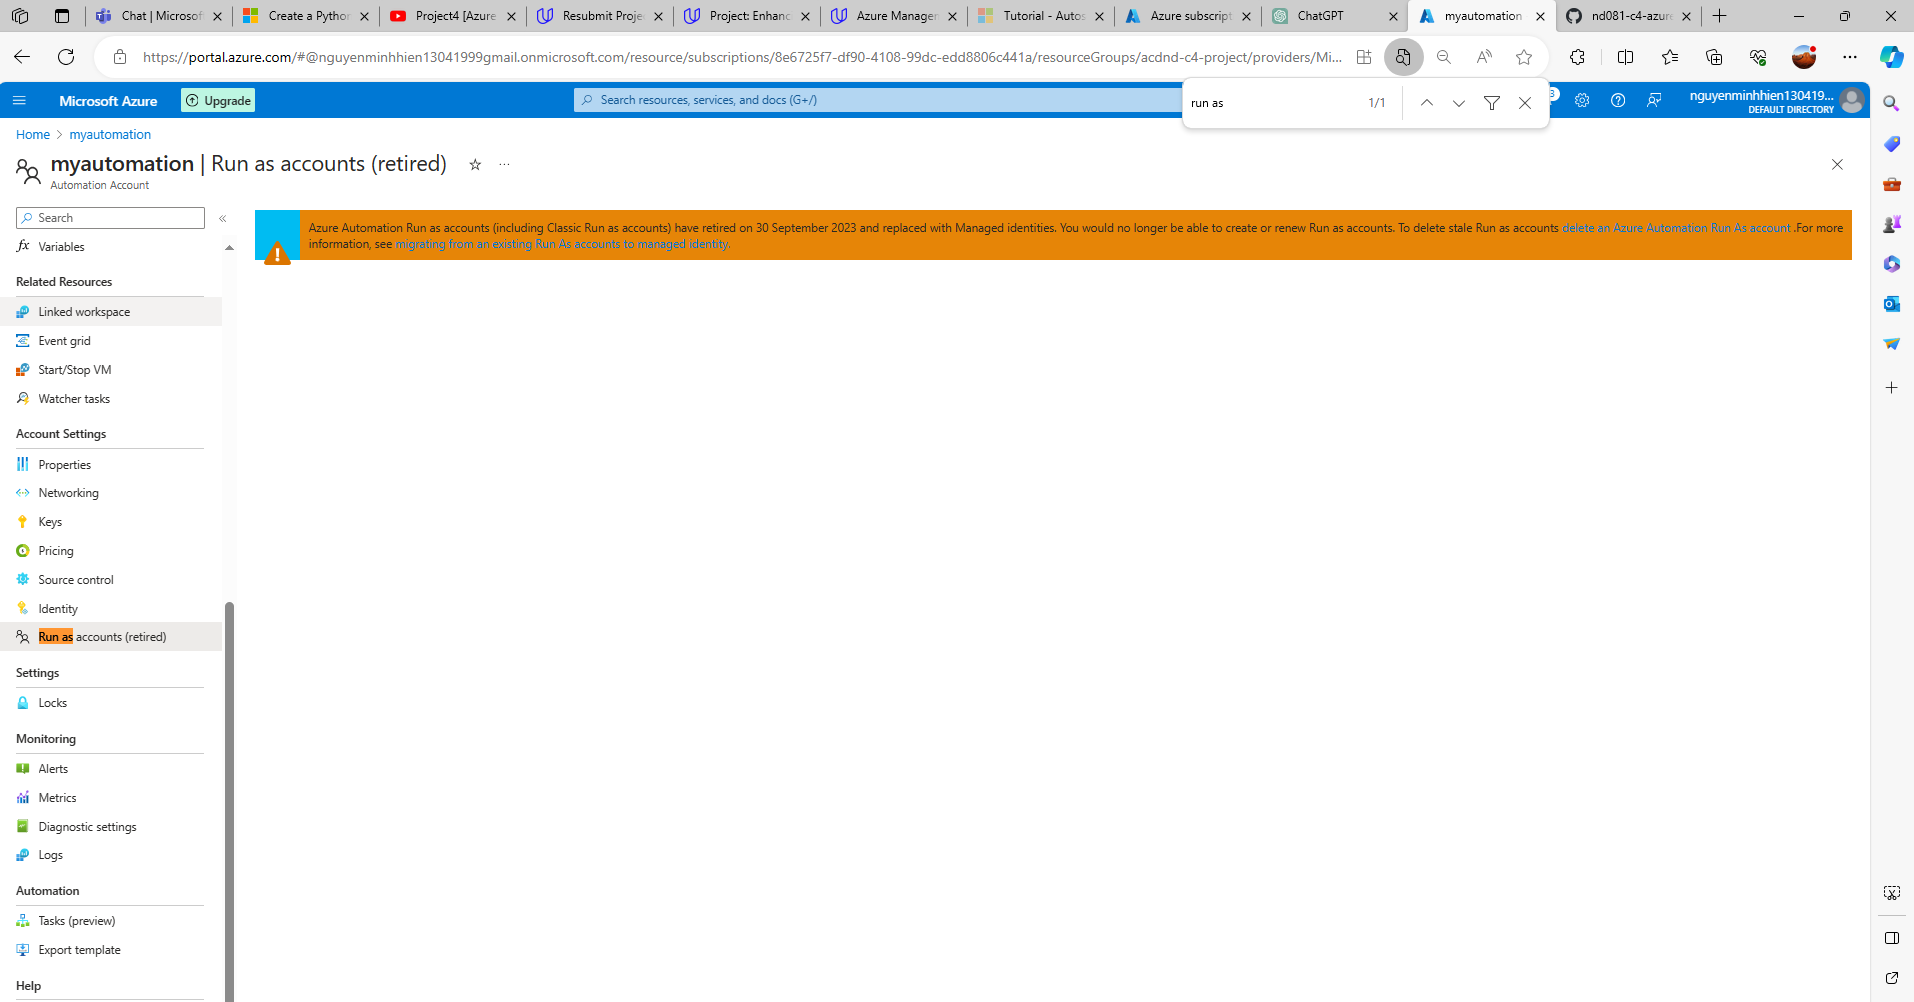 Chat | Microsof
Create a Python
Project4 [Azure
Resubmit Proje
Project: Enhanc
Azure Managem
Tutorial - Autos
Azure subscript
ChatGPT
myautomation
nd081-c4-azure
https://portal.azure.com/#@nguyenminhhien13041999gmail.onmicrosoft.com/resource/subscriptions/8e6725f7-df90-4108-99dc-edd8806c441a/resourceGroups/acdnd-c4-project/providers/Mi...
run as
1/1
Microsoft Azure
Upgrade
Search resources, services, and docs (G+/)
3
nguyenminhhien130419...
DEFAULT DIRECTORY
Home > myautomation
myautomation | Run as accounts (retired)
Automation Account
Search
Azure Automation Run as accounts (including Classic Run as accounts) have retired on 30 September 2023 and replaced with Managed identities. You would no longer be able to create or renew Run as accounts. To delete stale Run as accounts delete an Azure Automation Run As account .For more
information, see migrating from an existing Run As accounts to managed identity.
Variables
Related Resources
Linked workspace
Event grid
Start/Stop VM
Watcher tasks
Account Settings
Properties
Networking
Keys
Pricing
Source control
Identity
Run as accounts (retired)
Settings
Locks
Monitoring
Alerts
Metrics
Diagnostic settings
Logs
Automation
Tasks (preview)
Export template
Help